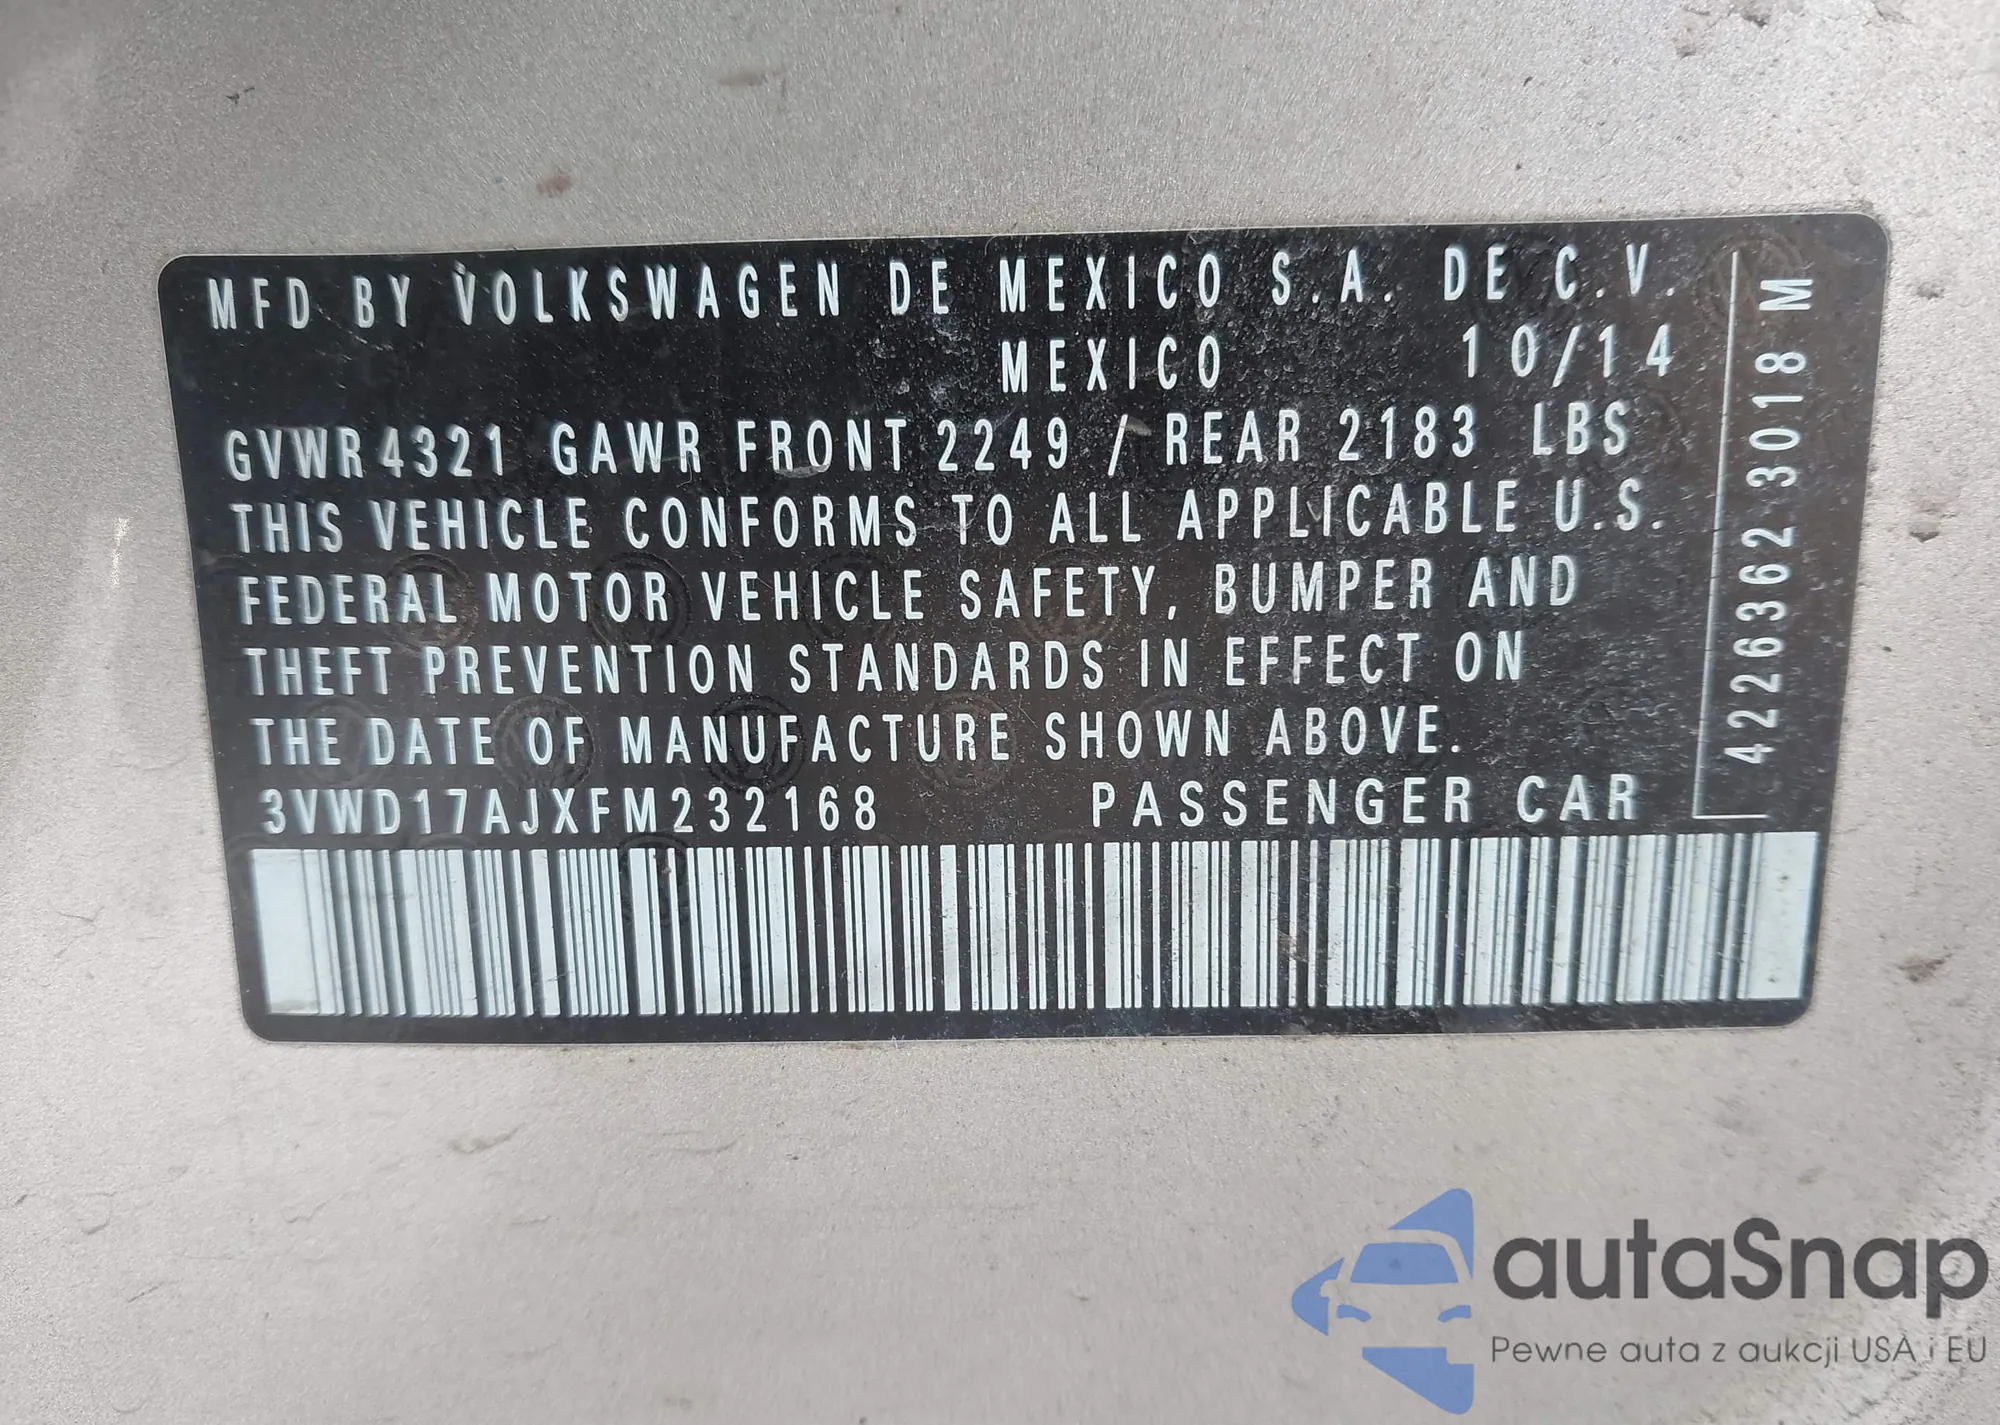 MFD BY VOLKSWAGEN DE MEXICO S.A. DE C.V.
MEXICO 10/14
GVWR 4321 GAWR FRONT 2249 / REAR 2183 LBS
THIS VEHICLE CONFORMS TO ALL APPLICABLE U.S.
FEDERAL MOTOR VEHICLE SAFETY, BUMPER AND
THEFT PREVENTION STANDARDS IN EFFECT ON
THE DATE OF MANUFACTURE SHOWN ABOVE.
3VWD17AJXFM232168 PASSENGER CAR
4226362 3018 M
autaSnap
Pewne auta z aukcji USA i EU